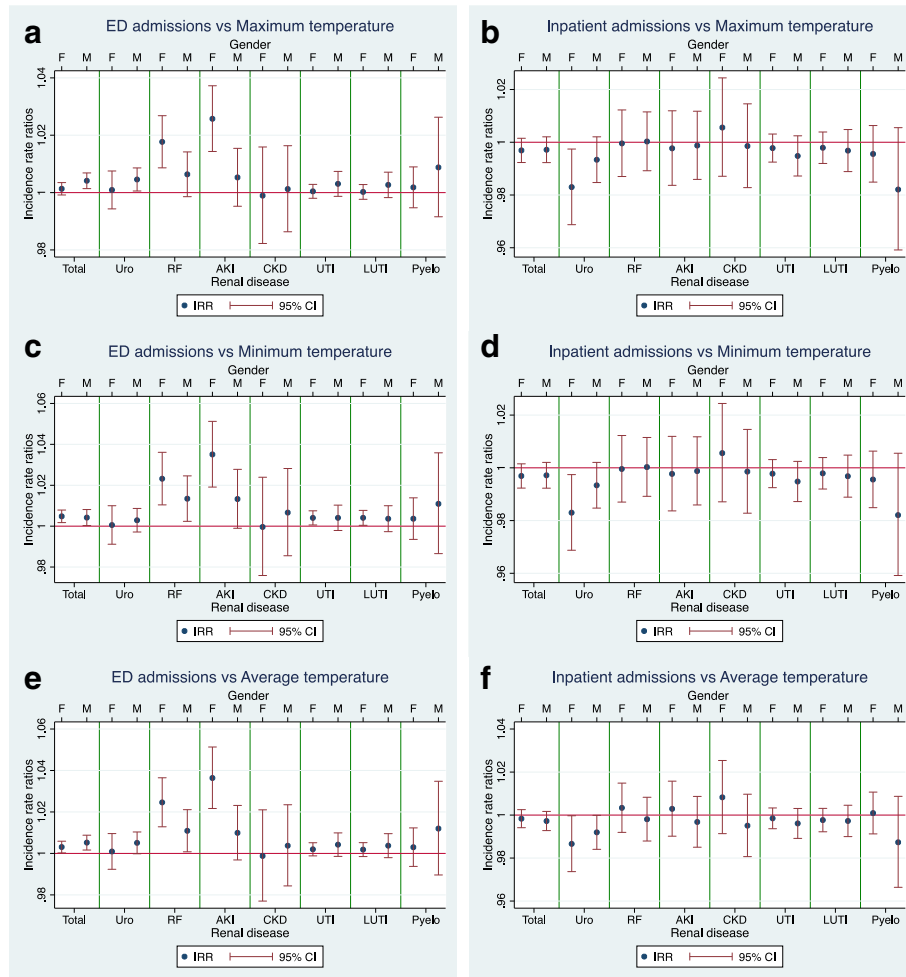 a
ED admissions vs Maximum temperature
Gender
F M F M F M F M F M F M F M F M
Incidence rate ratios
1.04
1.02
1
.98
Total Uro RF AKI CKD UTI LUTI Pyelo
Renal disease
IRR 95% CI
b
Inpatient admissions vs Maximum temperature
Gender
F M F M F M F M F M F M F M F M
Incidence rate ratios
1.02
1
.98
.96
Total Uro RF AKI CKD UTI LUTI Pyelo
Renal disease
IRR 95% CI
c
ED admissions vs Minimum temperature
Gender
F M F M F M F M F M F M F M F M
Incidence rate ratios
1.06
1.04
1.02
1
.98
Total Uro RF AKI CKD UTI LUTI Pyelo
Renal disease
IRR 95% CI
d
Inpatient admissions vs Minimum temperature
Gender
F M F M F M F M F M F M F M F M
Incidence rate ratios
1.02
1
.98
.96
Total Uro RF AKI CKD UTI LUTI Pyelo
Renal disease
IRR 95% CI
e
ED admissions vs Average temperature
Gender
F M F M F M F M F M F M F M F M
Incidence rate ratios
1.06
1.04
1.02
1
.98
Total Uro RF AKI CKD UTI LUTI Pyelo
Renal disease
IRR 95% CI
f
Inpatient admissions vs Average temperature
Gender
F M F M F M F M F M F M F M F M
Incidence rate ratios
1.04
1.02
1
.98
.96
Total Uro RF AKI CKD UTI LUTI Pyelo
Renal disease
IRR 95% CI